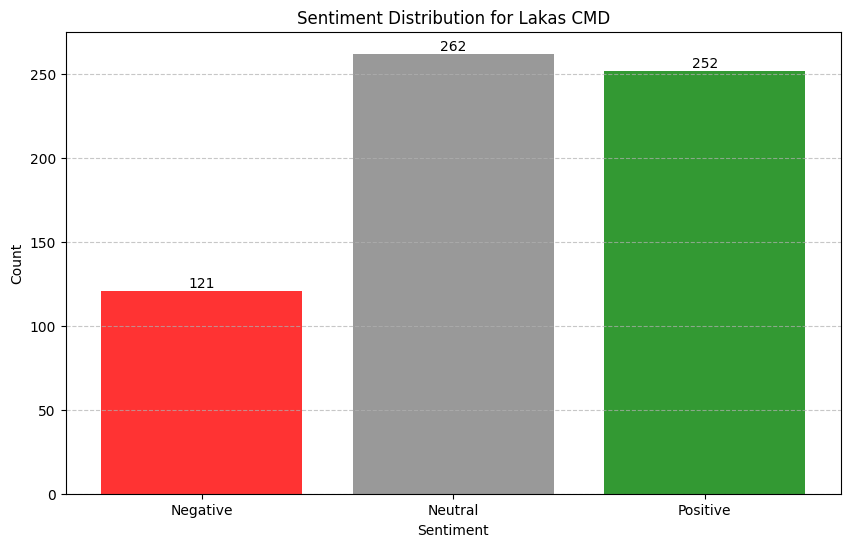 Sentiment Distribution for Lakas CMD
262
252
121
250
200
150
100
50
0
Count
Negative
Neutral
Positive
Sentiment